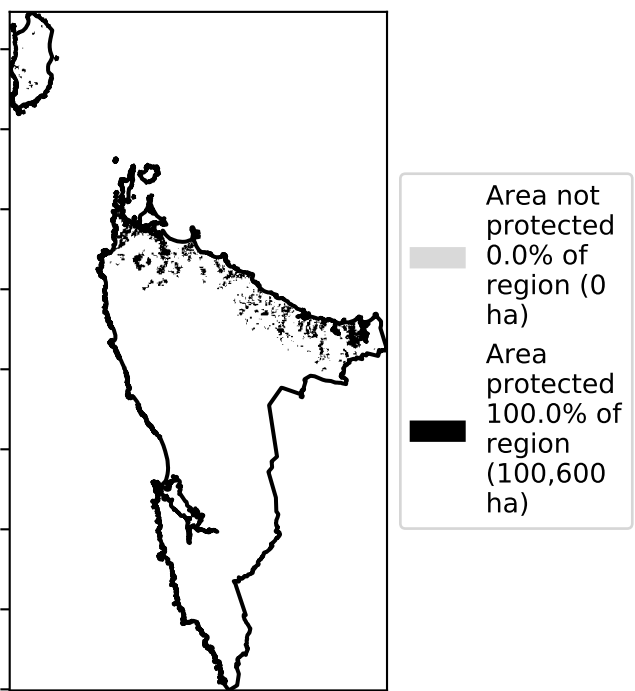 Area not
protected
0.0% of
region (0
ha)
Area
protected
100.0% of
region
(100,600
ha)